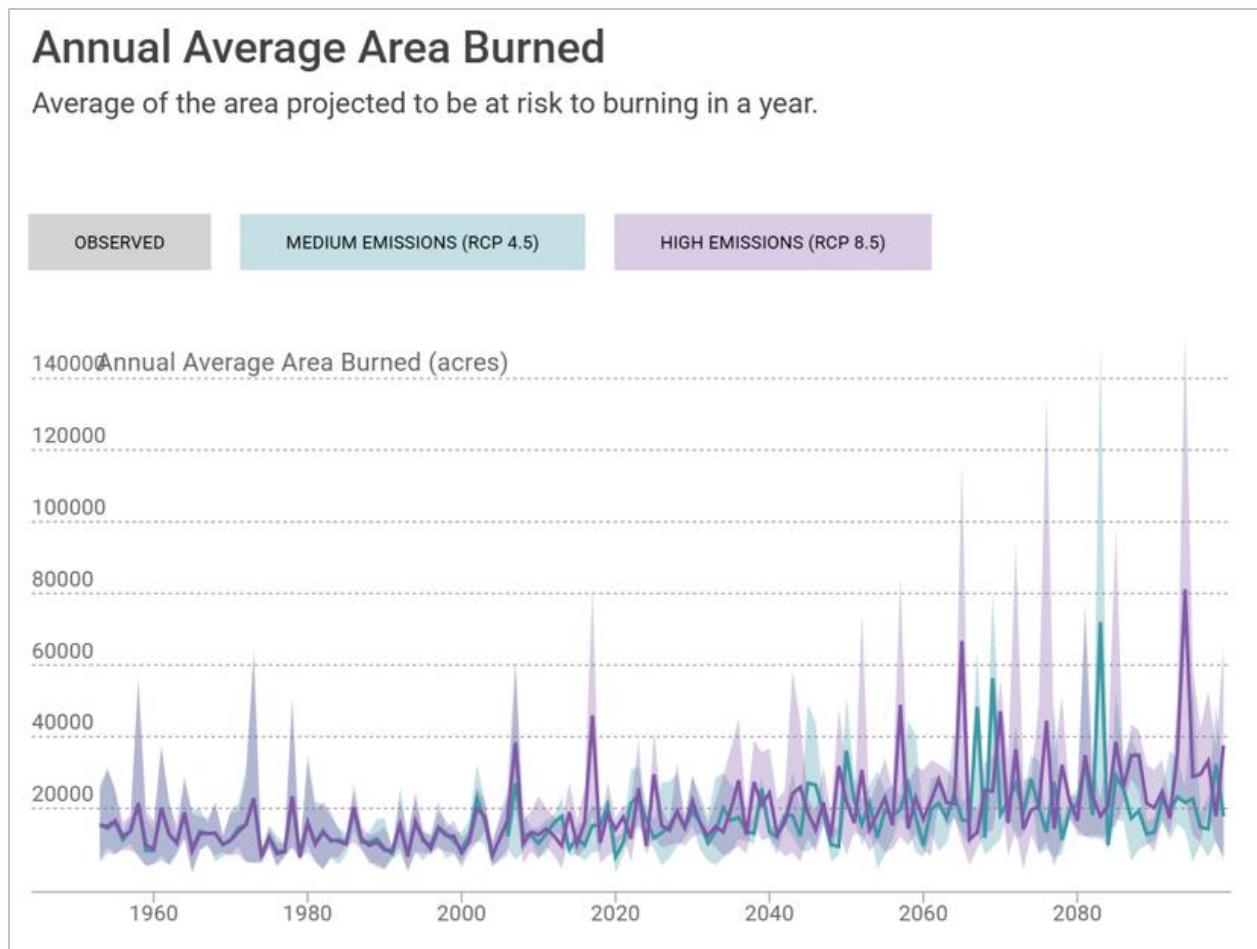 Annual Average Area Burned
Average of the area projected to be at risk to burning in a year.
OBSERVED MEDIUM EMISSIONS (RCP 4.5) HIGH EMISSIONS (RCP 8.5)
140000 Annual Average Area Burned (acres)
120000
100000
80000
60000
40000
20000
1960 1980 2000 2020 2040 2060 2080